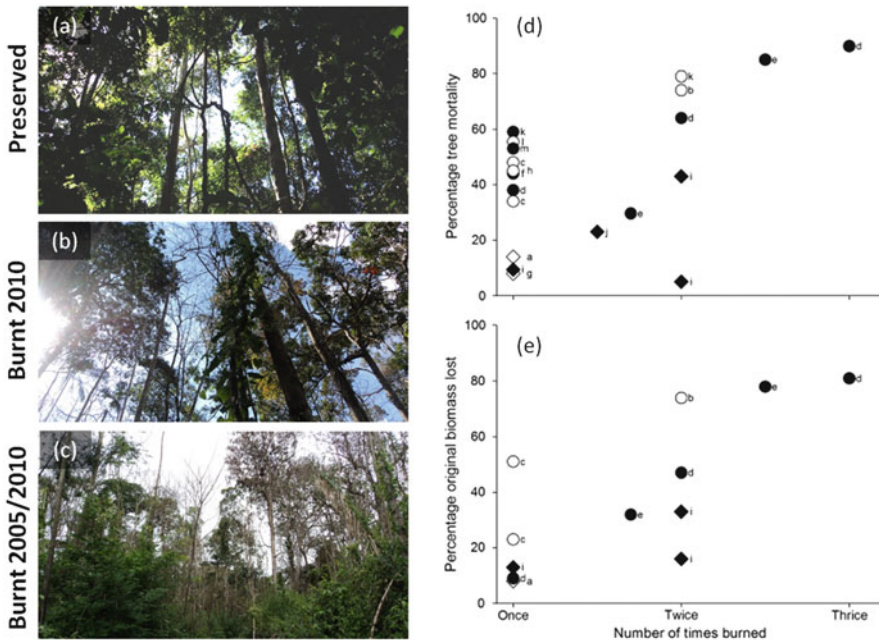 Preserved
(a)
Burnt 2010
(b)
Burnt 2005/2010
(c)
(d)
Percentage tree mortality
100
80
60
40
20
0
k
l
m
c
f
h
d
c
a
i
g
j
e
k
b
d
i
i
e
d
(e)
Percentage original biomass lost
100
80
60
40
20
0
c
c
i
d
a
e
b
d
i
i
e
d
Once
Twice
Thrice
Number of times burned